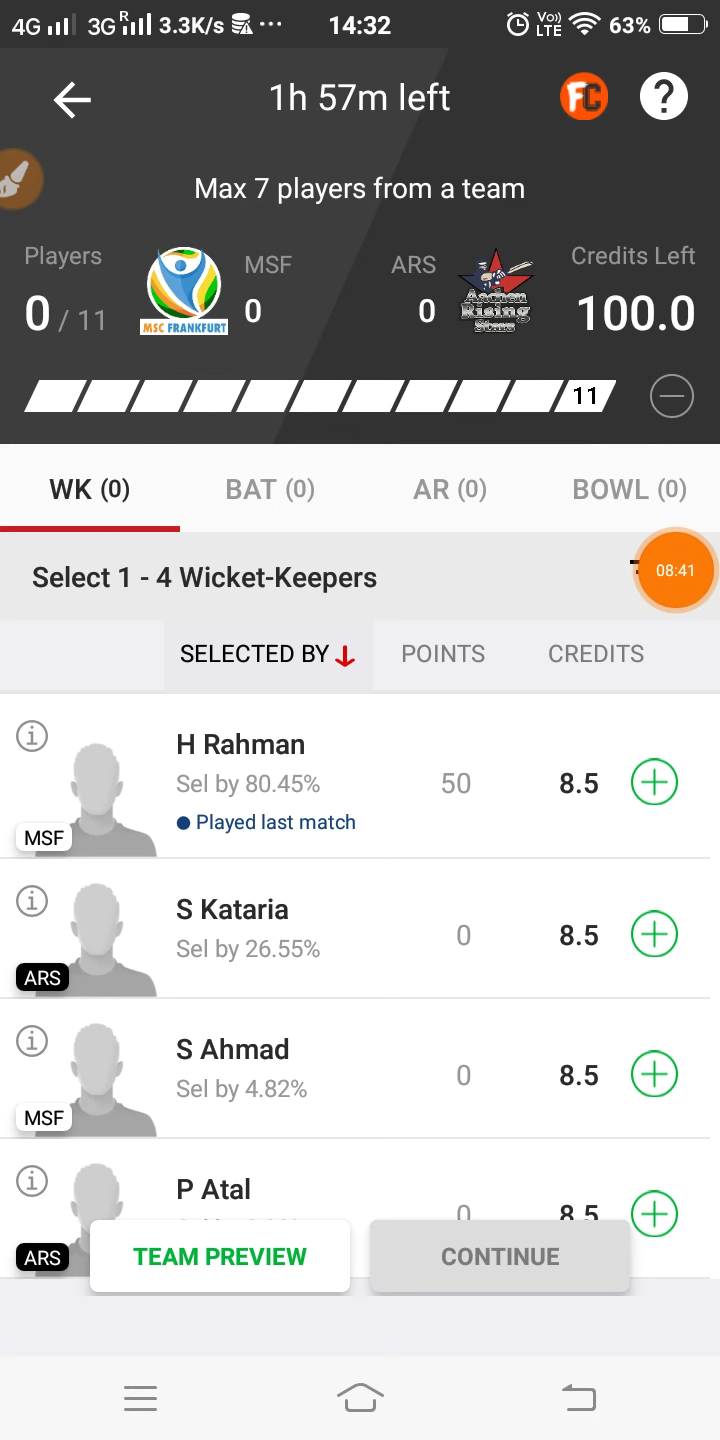 4G 3G R 3.3K/s ... 14:32 Vo)) LTE 63%
1h 57m left FC ?
Max 7 players from a team
Players MSF ARS Credits Left
0 / 11 0 0 100.0
MSC FRANKFURT
Aachen
Rising
Stars
11
WK (0) BAT (0) AR (0) BOWL (0)
Select 1 - 4 Wicket-Keepers 08:41
SELECTED BY POINTS CREDITS
H Rahman
Sel by 80.45% 50 8.5
Played last match
MSF
S Kataria
Sel by 26.55% 0 8.5
ARS
S Ahmad
Sel by 4.82% 0 8.5
MSF
P Atal
0 8.5
ARS
TEAM PREVIEW CONTINUE